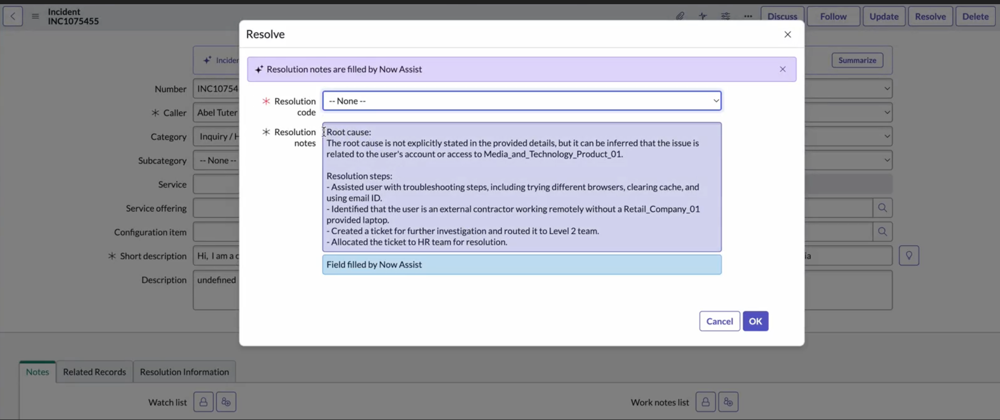 Incident
INC1075455
Discuss
Follow
Update
Resolve
Delete
Resolve
Resolution notes are filled by Now Assist
Summarize
Number
INC10754
* Caller
Abel Tuter
Category
Inquiry / H
Subcategory
-- None --
Service
Service offering
Configuration item
* Short description
Hi, I am a c
ia
Description
undefined
* Resolution
code
-- None --
* Resolution
notes
Root cause:
The root cause is not explicitly stated in the provided details, but it can be inferred that the issue is
related to the user's account or access to Media_and_Technology_Product_01.
Resolution steps:
- Assisted user with troubleshooting steps, including trying different browsers, clearing cache, and
using email ID.
- Identified that the user is an external contractor working remotely without a Retail_Company_01
provided laptop.
- Created a ticket for further investigation and routed it to Level 2 team.
- Allocated the ticket to HR team for resolution.
Field filled by Now Assist
Cancel
OK
Notes
Related Records
Resolution Information
Watch list
Work notes list